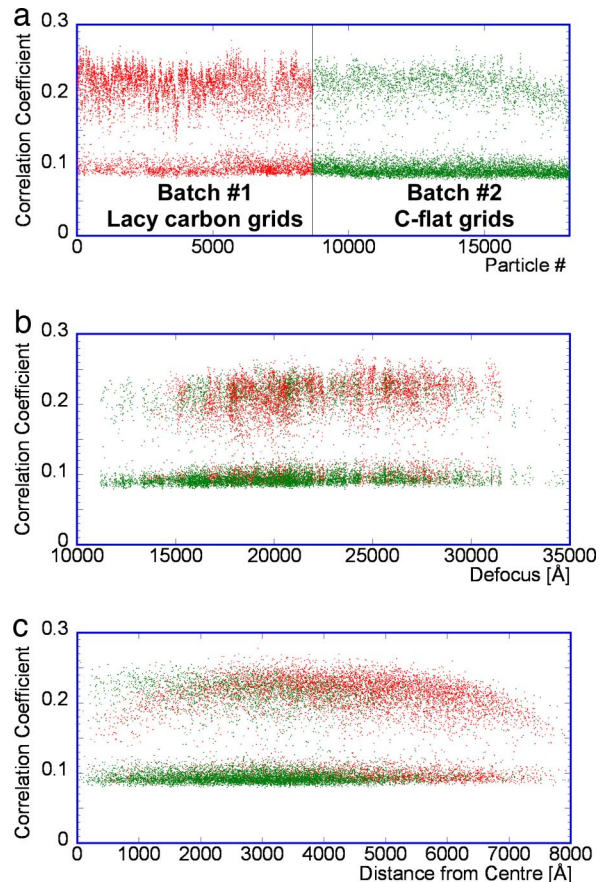 a
0.3
0.2
0.1
0
Correlation Coefficient
Batch #1
Lacy carbon grids
Batch #2
C-flat grids
0 5000 10000 15000
Particle #
b
0.3
0.2
0.1
0
Correlation Coefficient
10000 15000 20000 25000 30000 35000
Defocus [Å]
c
0.3
0.2
0.1
0
Correlation Coefficient
0 1000 2000 3000 4000 5000 6000 7000 8000
Distance from Centre [Å]